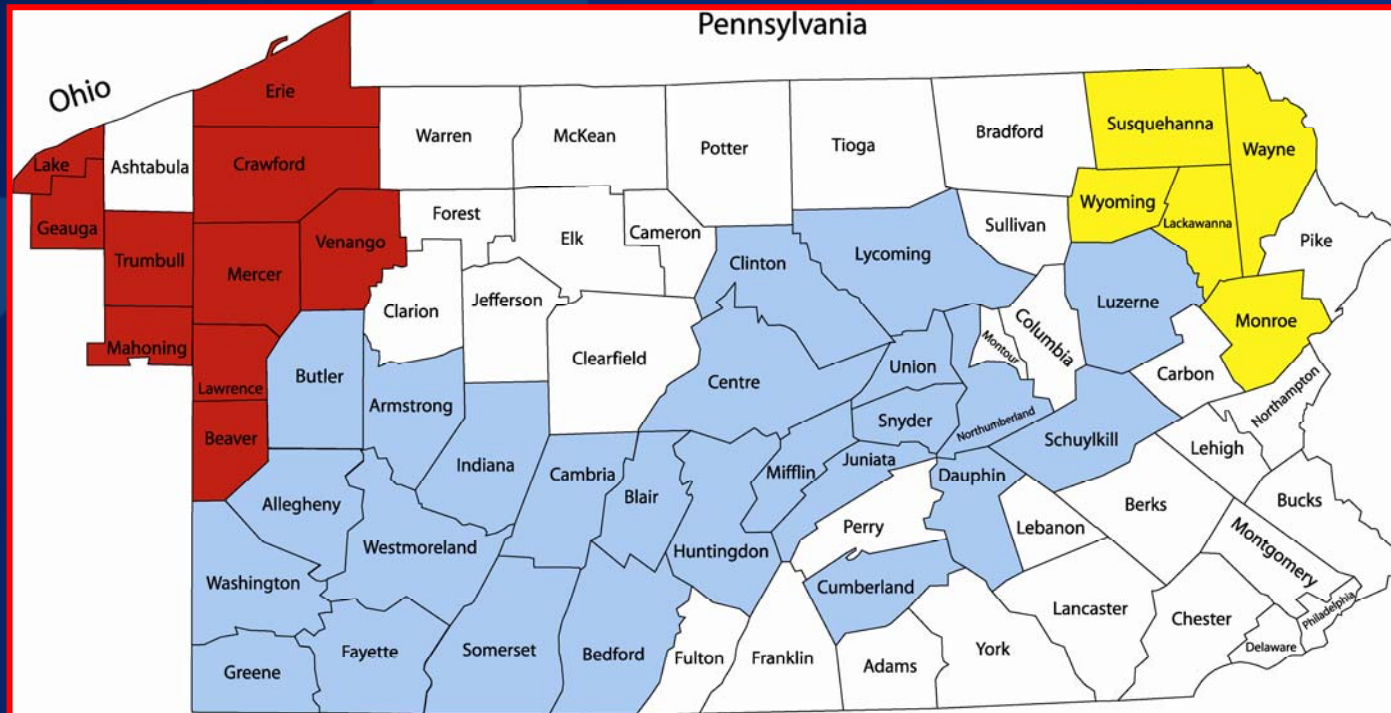 Pennsylvania
Ohio
Erie
Warren
McKean
Potter
Tioga
Bradford
Susquehanna
Wayne
Lake
Ashtabula
Crawford
Geauga
Forest
Elk
Cameron
Sullivan
Wyoming
Lackawanna
Pike
Trumbull
Mercer
Venango
Clinton
Lycoming
Clarion
Jefferson
Luzerne
Mahoning
Clearfield
Montour
Columbia
Monroe
Lawrence
Butler
Armstrong
Centre
Union
Carbon
Northampton
Beaver
Indiana
Snyder
Northumberland
Schuylkill
Lehigh
Allegheny
Cambria
Blair
Mifflin
Juniata
Dauphin
Bucks
Westmoreland
Huntingdon
Perry
Lebanon
Berks
Montgomery
Washington
Cumberland
Lancaster
Chester
Philadelphia
Greene
Fayette
Somerset
Bedford
Fulton
Franklin
Adams
York
Delaware